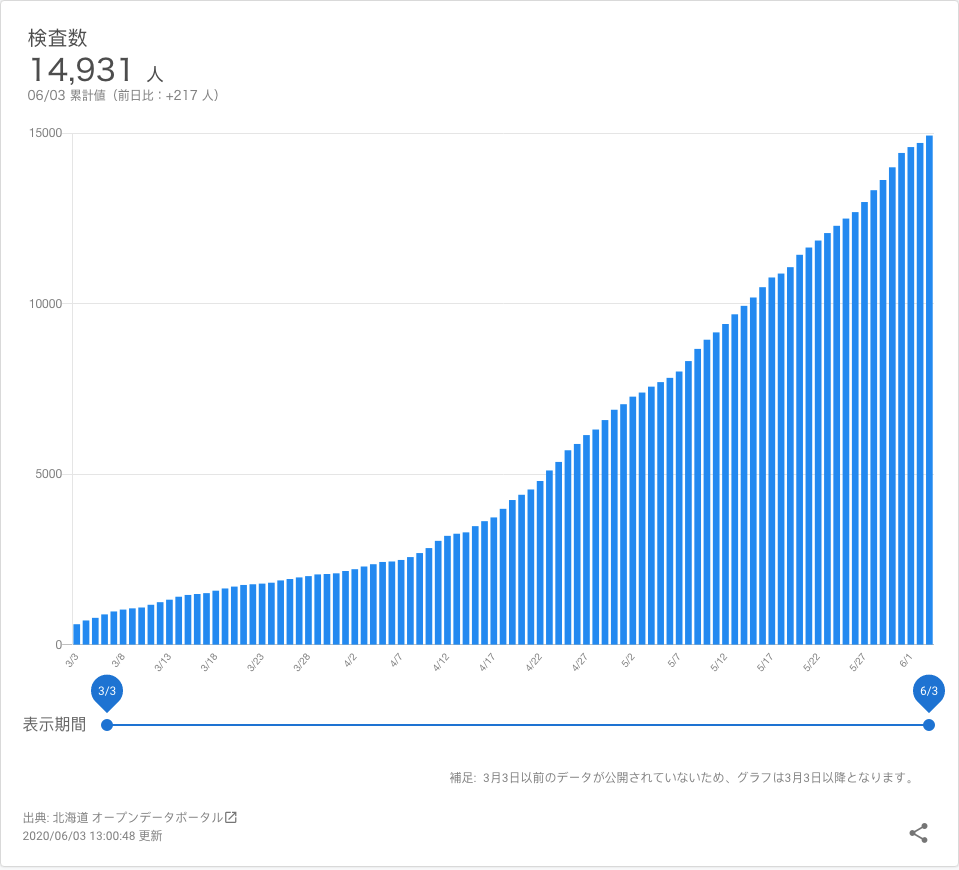 検査数
14,931 人
06/03 累計値（前日比：+217 人）
15000
10000
5000
0
3/3 3/8 3/13 3/18 3/23 3/28 4/2 4/7 4/12 4/17 4/22 4/27 5/2 5/7 5/12 5/17 5/22 5/27 6/1
3/3 6/3
表示期間
補足: 3月3日以前のデータが公開されていないため、グラフは3月3日以降となります。
出典: 北海道 オープンデータポータル
2020/06/03 13:00:48 更新